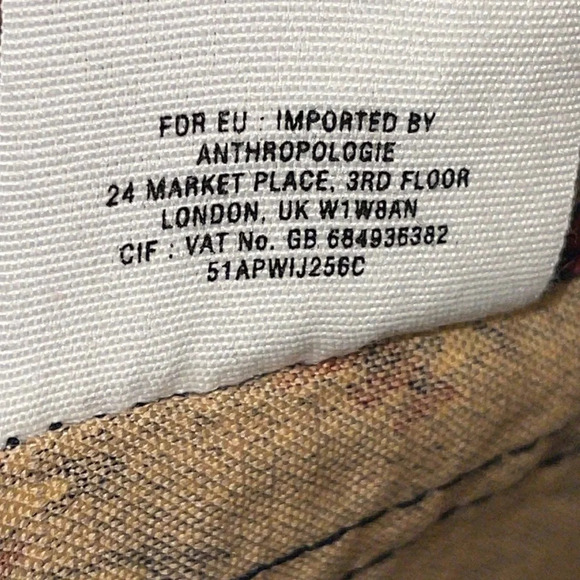 FOR EU : IMPORTED BY
ANTHROPOLOGIE
24 MARKET PLACE, 3RD FLOOR
LONDON, UK W1W8AN
CIF : VAT No. GB 684936382
51APWIJ256C